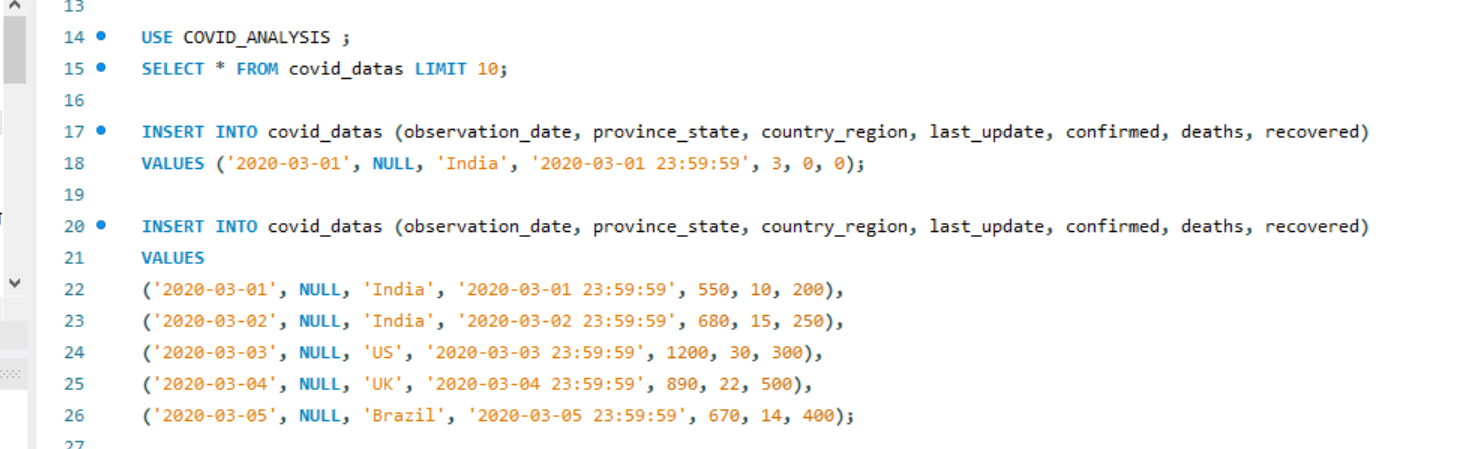 13
14 USE COVID_ANALYSIS ;
15 SELECT * FROM covid_datas LIMIT 10;
16
17 INSERT INTO covid_datas (observation_date, province_state, country_region, last_update, confirmed, deaths, recovered)
18 VALUES ('2020-03-01', NULL, 'India', '2020-03-01 23:59:59', 3, 0, 0);
19
20 INSERT INTO covid_datas (observation_date, province_state, country_region, last_update, confirmed, deaths, recovered)
21 VALUES
22 ('2020-03-01', NULL, 'India', '2020-03-01 23:59:59', 550, 10, 200),
23 ('2020-03-02', NULL, 'India', '2020-03-02 23:59:59', 680, 15, 250),
24 ('2020-03-03', NULL, 'US', '2020-03-03 23:59:59', 1200, 30, 300),
25 ('2020-03-04', NULL, 'UK', '2020-03-04 23:59:59', 890, 22, 500),
26 ('2020-03-05', NULL, 'Brazil', '2020-03-05 23:59:59', 670, 14, 400);
27